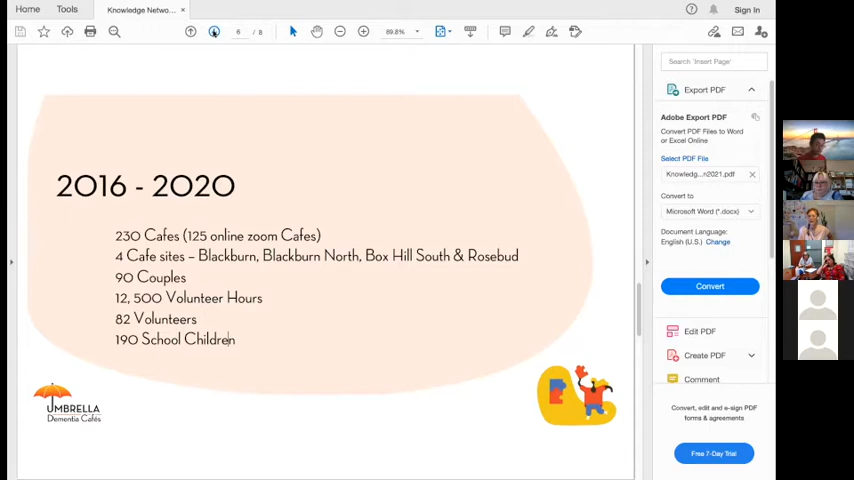 Home
Tools
Knowledge Netwo... ×
Sign In
6 / 8
89.8%
Search 'Insert Page'
Export PDF
Adobe Export PDF
Convert PDF Files to Word
or Excel Online
Select PDF File
Knowledg...n2021.pdf
Convert to
Microsoft Word (*.docx)
Document Language:
English (U.S.) Change
Convert
Edit PDF
Create PDF
Comment
Convert, edit and e-sign PDF
forms & agreements
Free 7-Day Trial
2016 - 2020
230 Cafes (125 online zoom Cafes)
4 Cafe sites – Blackburn, Blackburn North, Box Hill South & Rosebud
90 Couples
12, 500 Volunteer Hours
82 Volunteers
190 School Children
UMBRELLA
Dementia Cafés